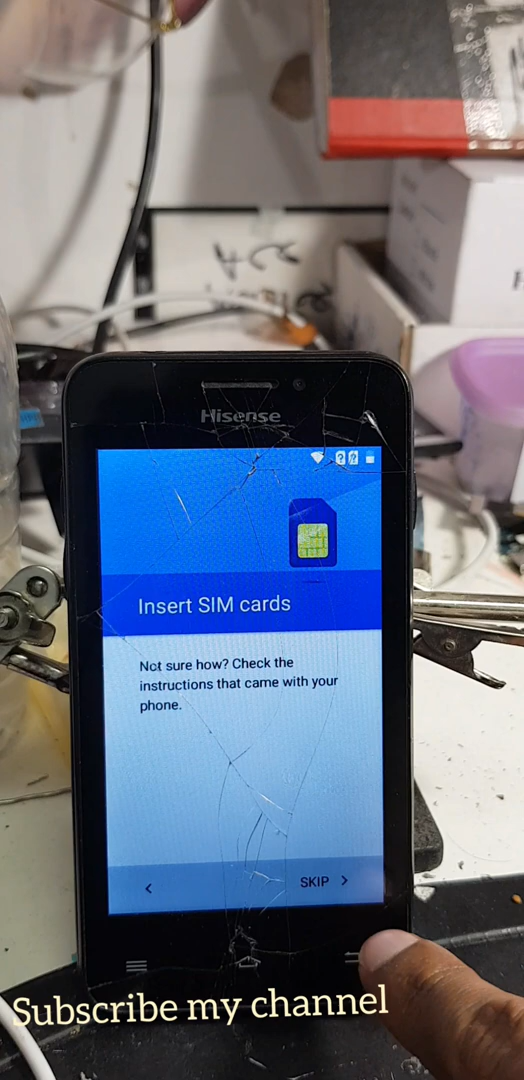 Hisense
Insert SIM cards
Not sure how? Check the
instructions that came with your
phone.
SKIP
Subscribe my channel